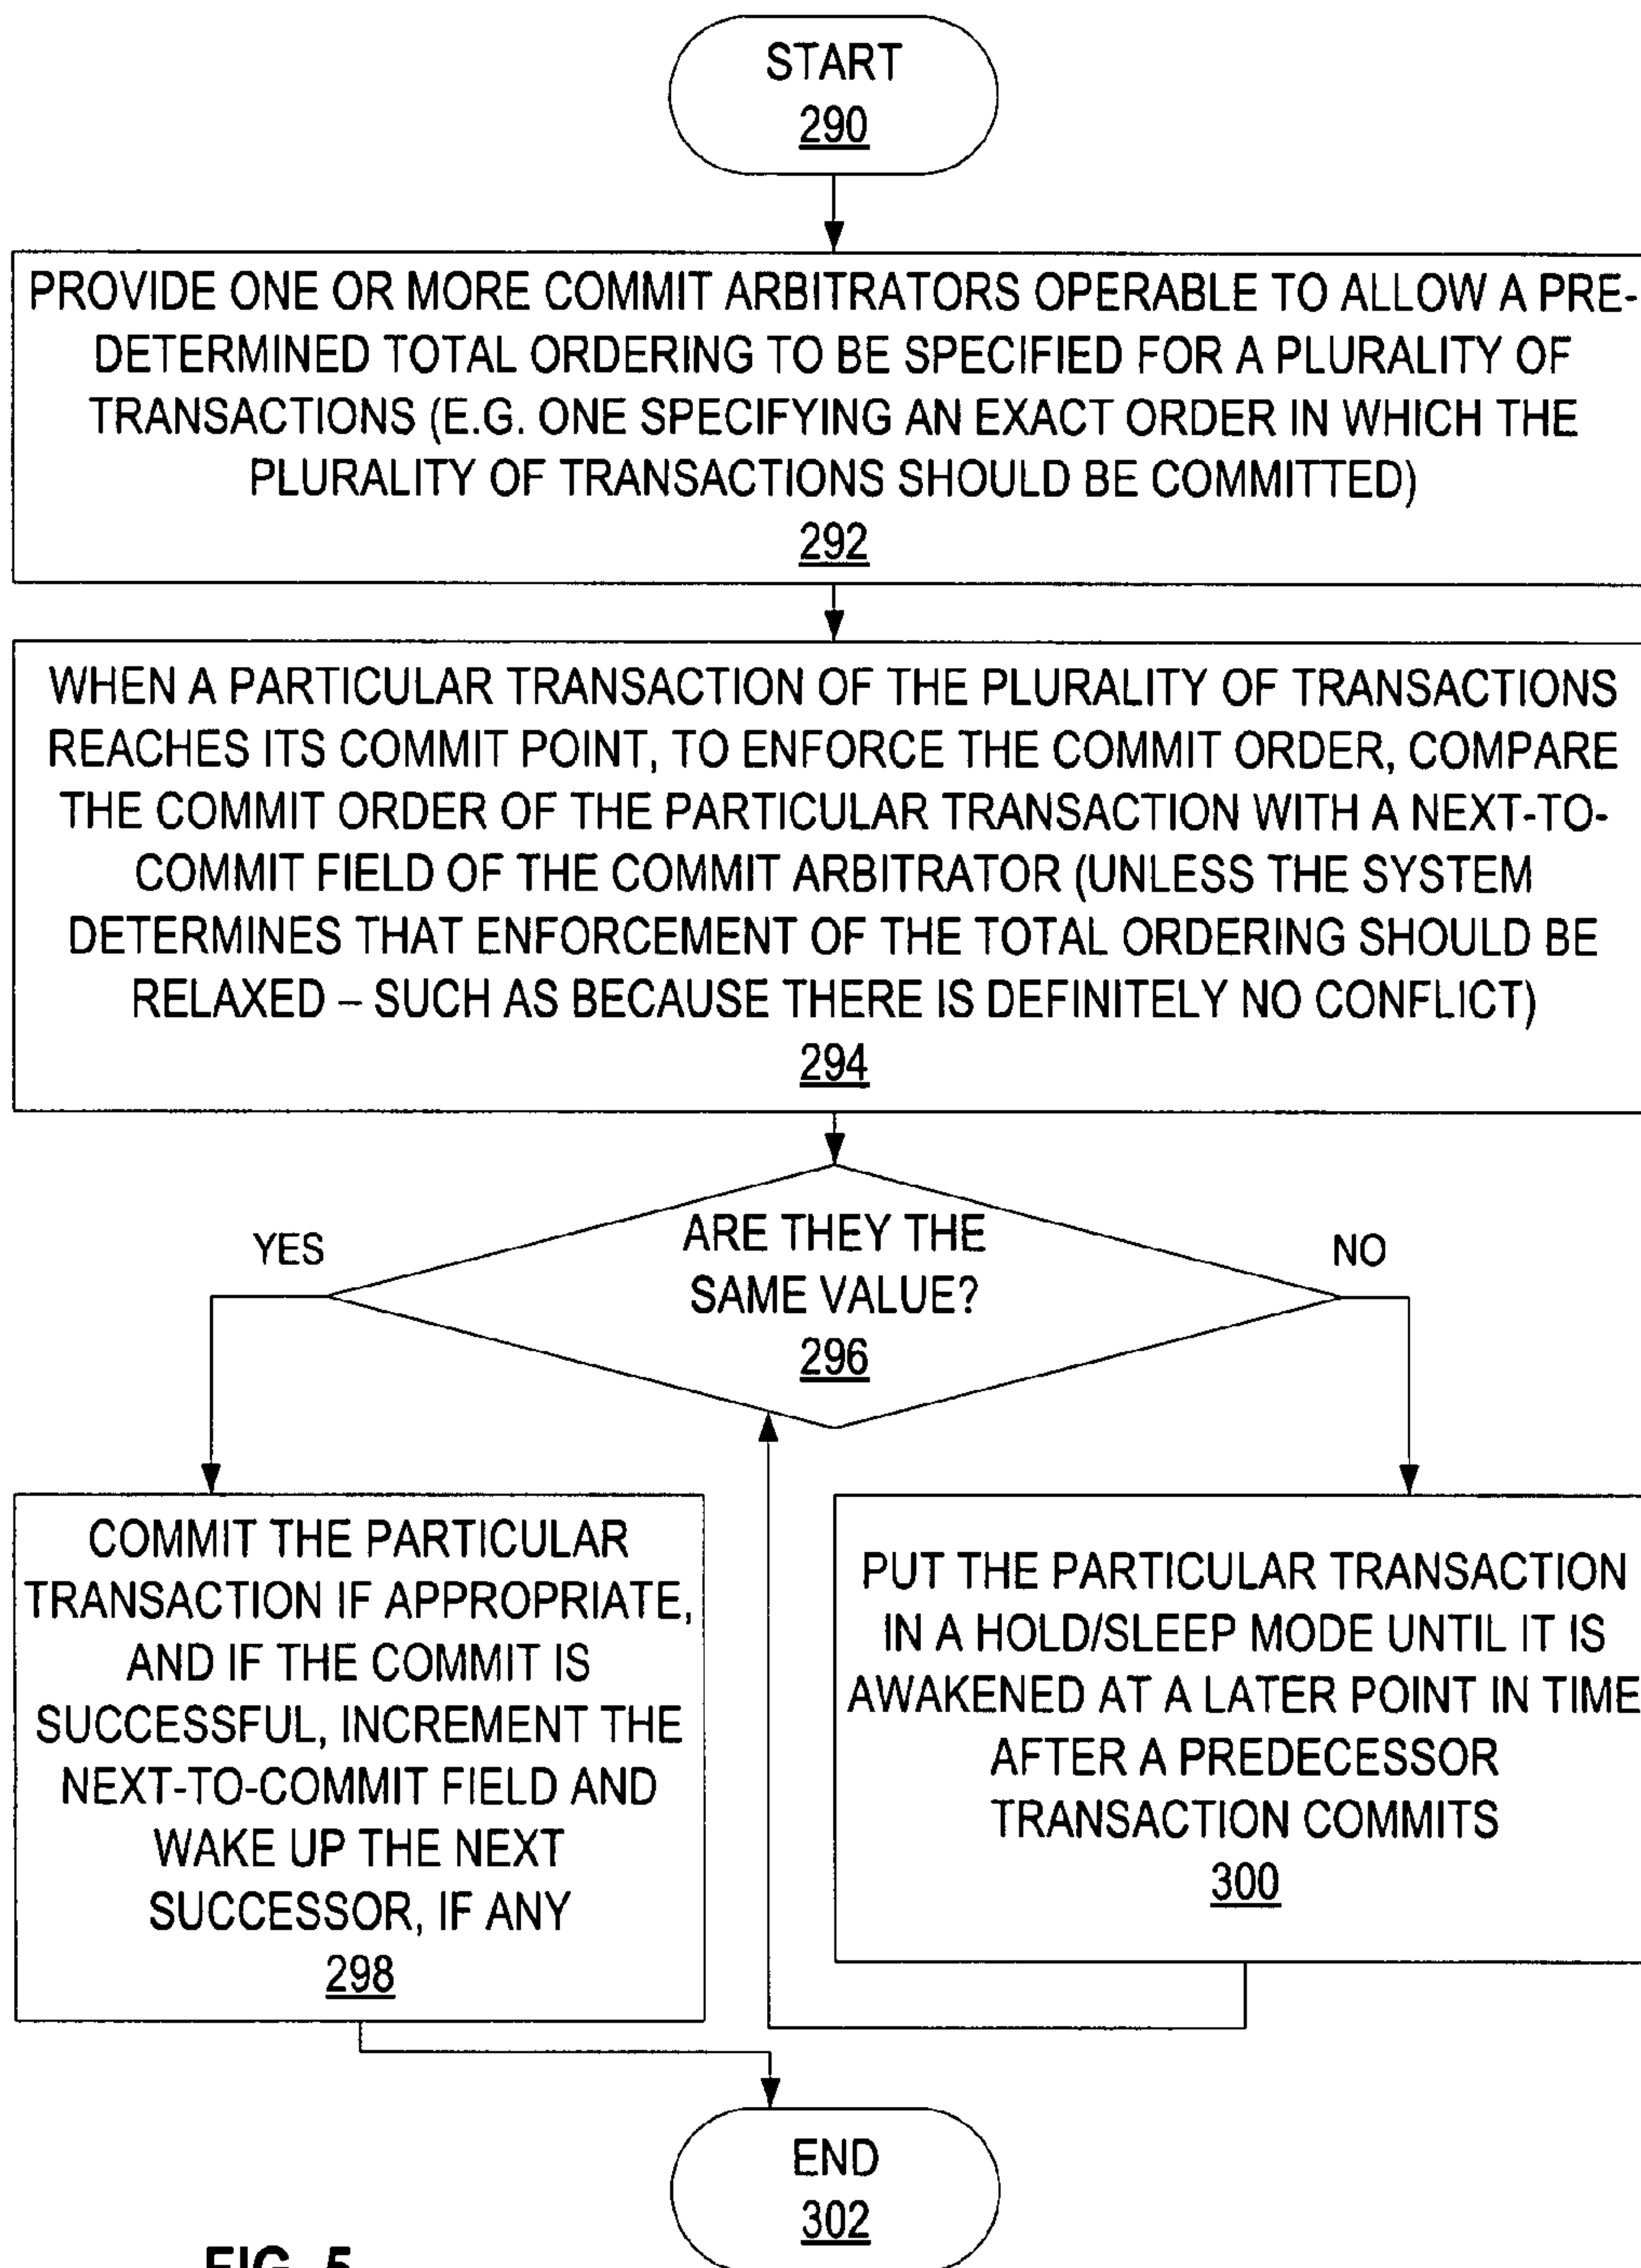 START
290
PROVIDE ONE OR MORE COMMIT ARBITRATORS OPERABLE TO ALLOW A PRE-
DETERMINED TOTAL ORDERING TO BE SPECIFIED FOR A PLURALITY OF
TRANSACTIONS (E.G. ONE SPECIFYING AN EXACT ORDER IN WHICH THE
PLURALITY OF TRANSACTIONS SHOULD BE COMMITTED)
292
WHEN A PARTICULAR TRANSACTION OF THE PLURALITY OF TRANSACTIONS
REACHES ITS COMMIT POINT, TO ENFORCE THE COMMIT ORDER, COMPARE
THE COMMIT ORDER OF THE PARTICULAR TRANSACTION WITH A NEXT-TO-
COMMIT FIELD OF THE COMMIT ARBITRATOR (UNLESS THE SYSTEM
DETERMINES THAT ENFORCEMENT OF THE TOTAL ORDERING SHOULD BE
RELAXED – SUCH AS BECAUSE THERE IS DEFINITELY NO CONFLICT)
294
ARE THEY THE
SAME VALUE?
296
YES
NO
COMMIT THE PARTICULAR
TRANSACTION IF APPROPRIATE,
AND IF THE COMMIT IS
SUCCESSFUL, INCREMENT THE
NEXT-TO-COMMIT FIELD AND
WAKE UP THE NEXT
SUCCESSOR, IF ANY
298
PUT THE PARTICULAR TRANSACTION
IN A HOLD/SLEEP MODE UNTIL IT IS
AWAKENED AT A LATER POINT IN TIME
AFTER A PREDECESSOR
TRANSACTION COMMITS
300
END
302
FIG. 5